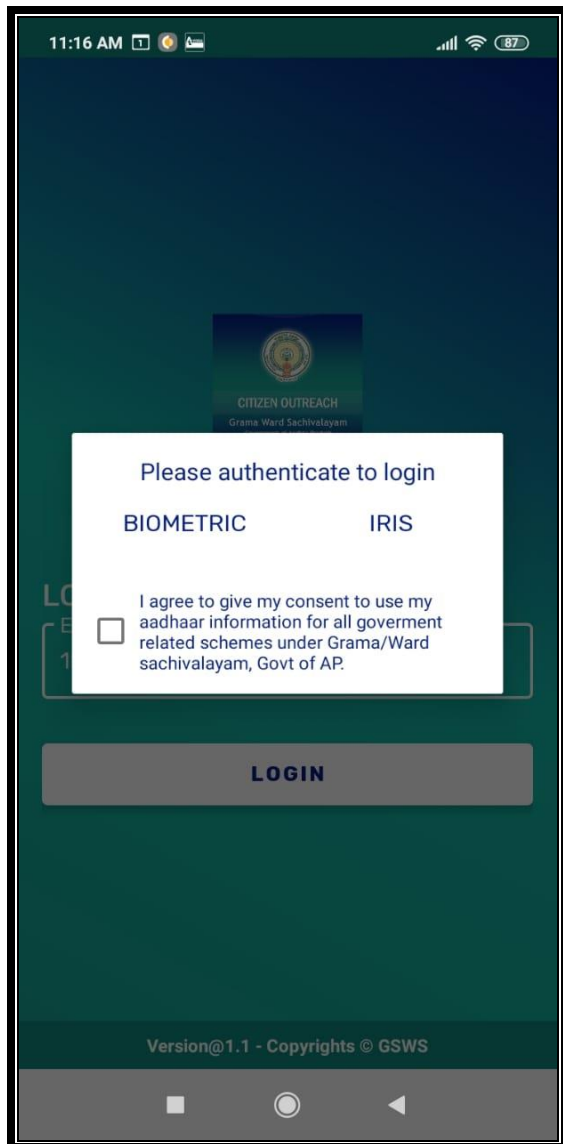 11:16 AM
87
CITIZEN OUTREACH
Grama Ward Sachivalayam
Please authenticate to login
BIOMETRIC IRIS
LO
E
1
I agree to give my consent to use my
aadhaar information for all goverment
related schemes under Grama/Ward
sachivalayam, Govt of AP.
LOGIN
Version@1.1 - Copyrights © GSWS